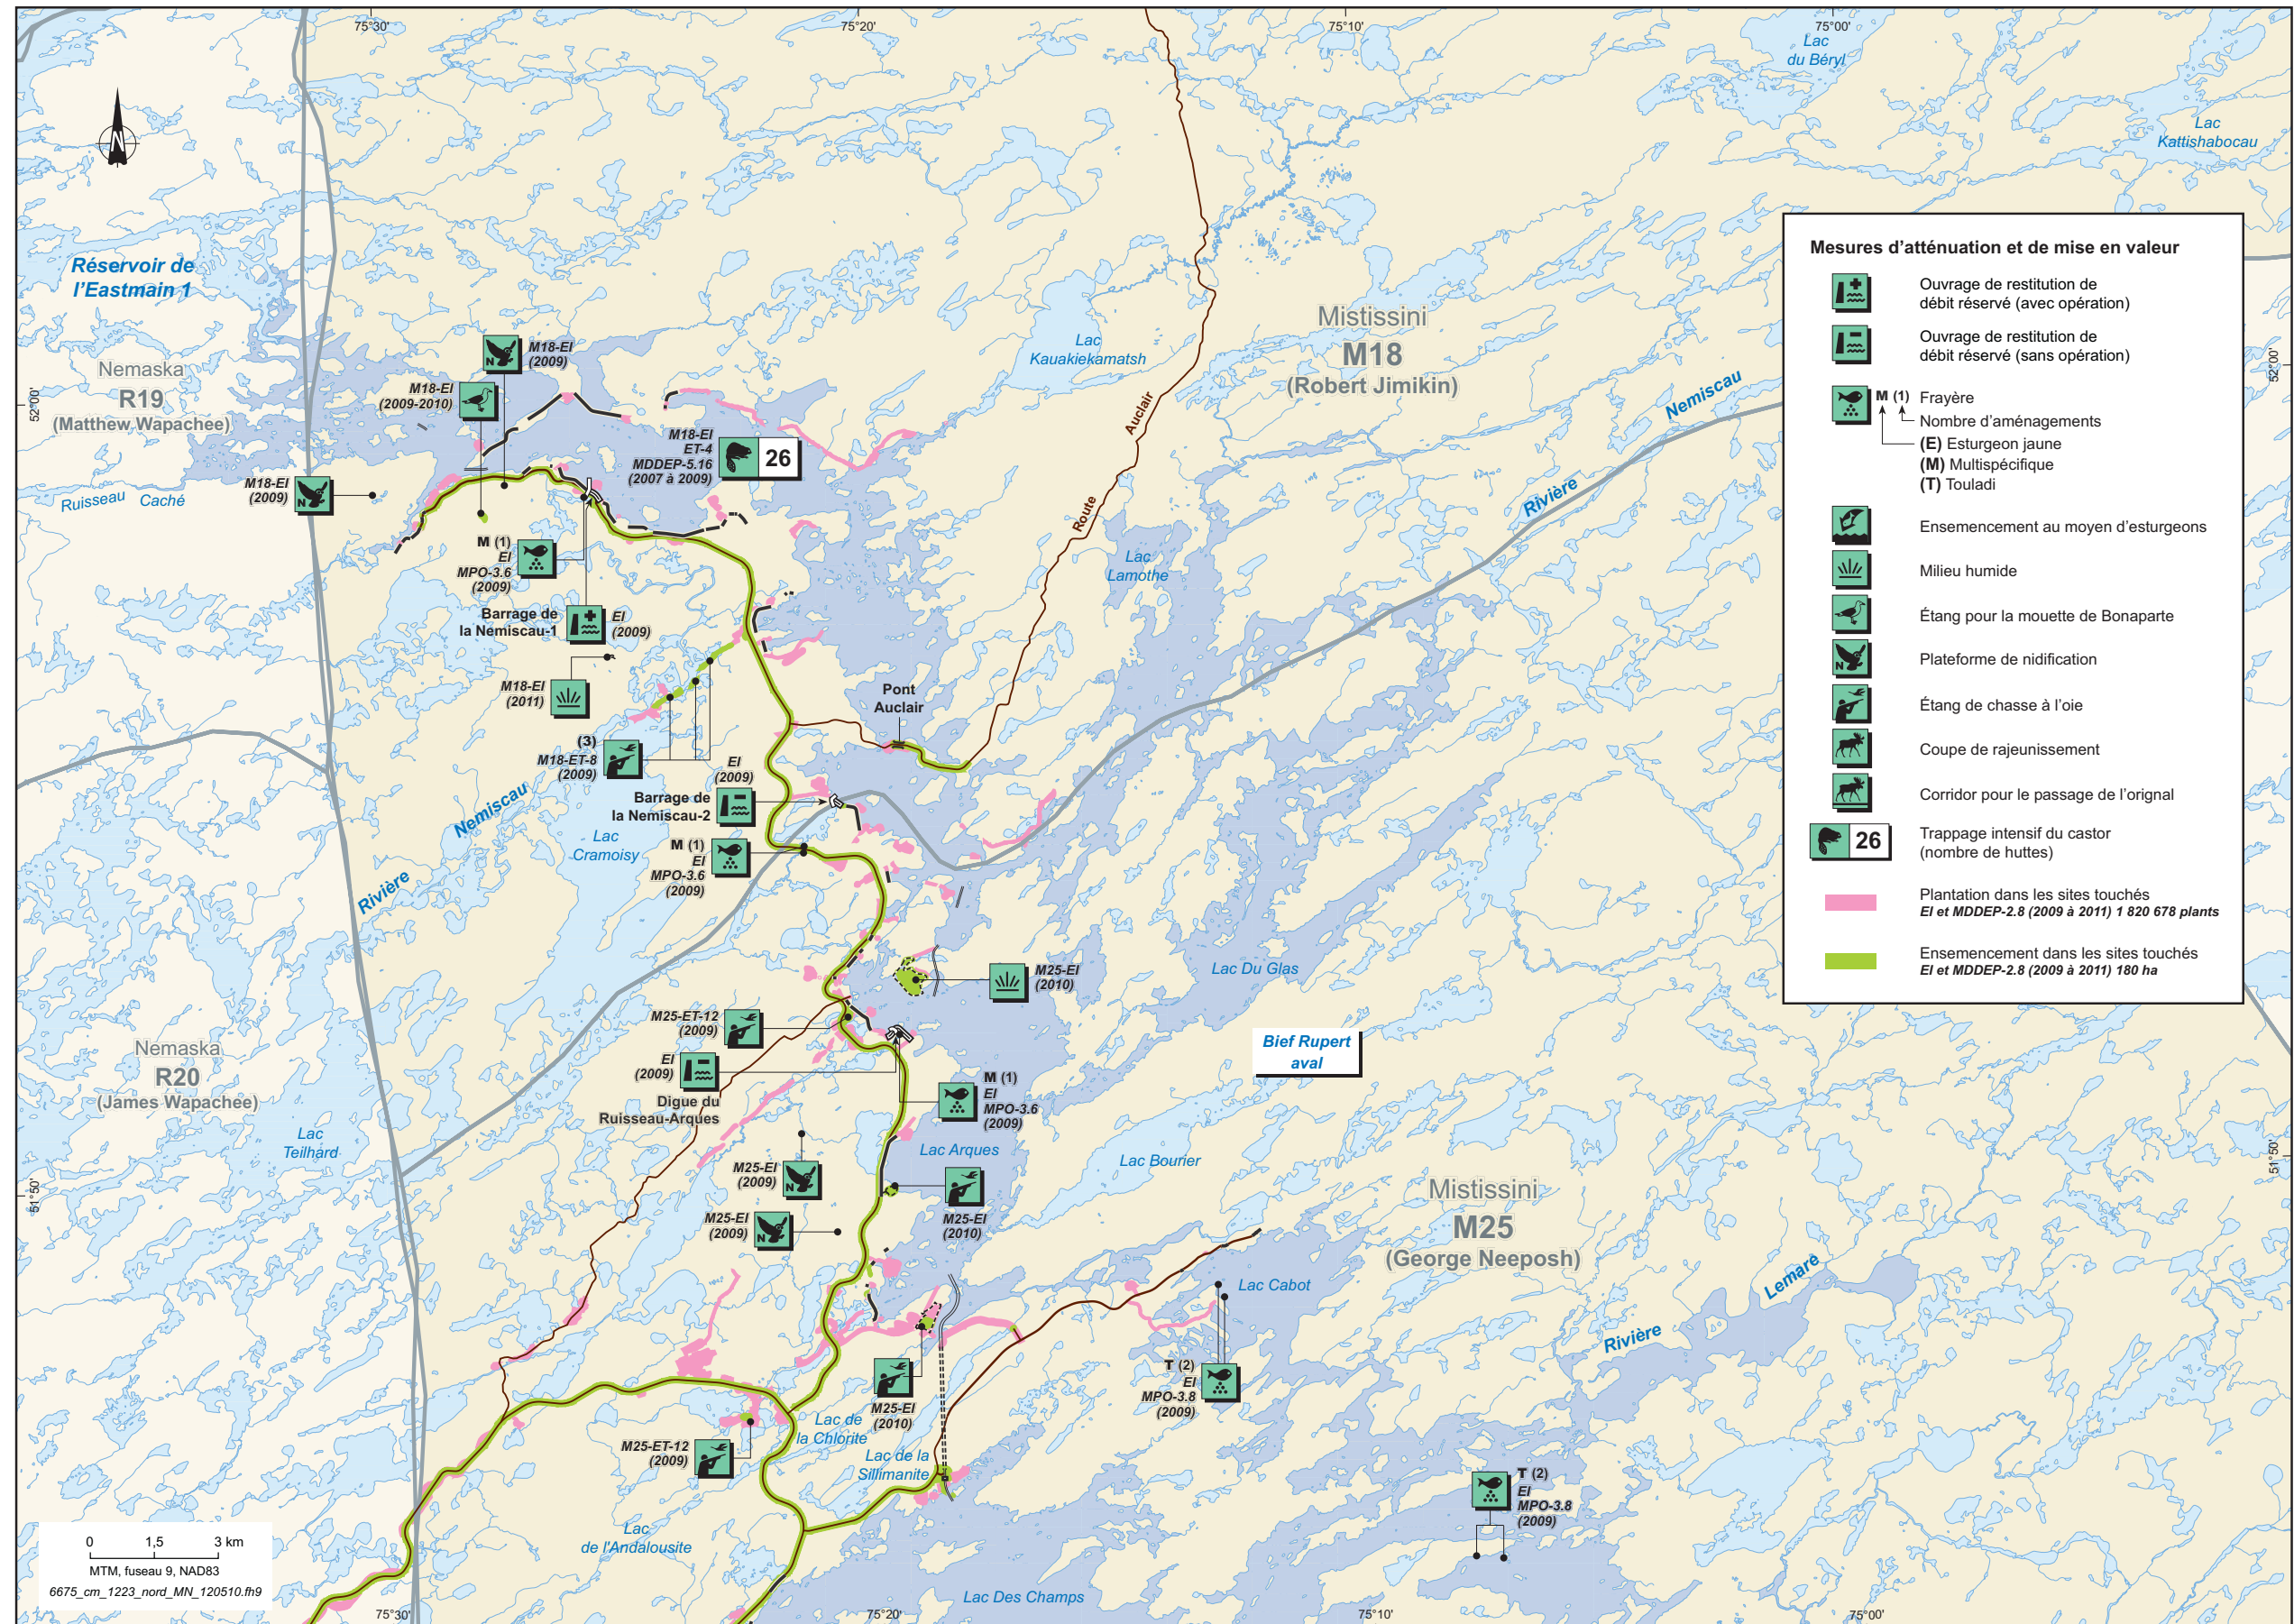 75°30'
75°20'
75°10'
75°00'
Lac
du Béryl
Lac
Kattishabocau
N
Réservoir de
l'Eastmain 1
Nemaska
R19
(Matthew Wapachee)
52°00'
52°00'
Ruisseau Caché
M18-EI
(2009)
M18-EI
(2009-2010)
M18-EI
(2009)
N
N
M18-EI
ET-4
MDDEP-5.16
(2007 à 2009)
26
Lac
Kauakiekamatsh
Mistissini
M18
(Robert Jimikin)
Route Auclair
Rivière Nemiscau
Lac
Lamothe
M (1)
EI
MPO-3.6
(2009)
Barrage de
la Nemiscau-1
EI
(2009)
M18-EI
(2011)
Pont
Auclair
(3)
M18-ET-8
(2009)
EI
(2009)
Barrage de
la Nemiscau-2
Rivière Nemiscau
Lac
Cramoisy
M (1)
EI
MPO-3.6
(2009)
M25-EI
(2010)
Lac Du Glas
M25-ET-12
(2009)
EI
(2009)
Digue du
Ruisseau-Arques
Bief Rupert
aval
M (1)
EI
MPO-3.6
(2009)
Nemaska
R20
(James Wapachee)
Lac
Teilhard
Lac Arques
Lac Bourier
M25-EI
(2009)
N
M25-EI
(2010)
M25-EI
(2009)
N
51°50'
51°50'
Mistissini
M25
(George Neeposh)
Lac Cabot
Rivière Lemare
T (2)
EI
MPO-3.8
(2009)
M25-EI
(2010)
Lac de
la Chlorite
M25-ET-12
(2009)
Lac de la
Sillimanite
T (2)
EI
MPO-3.8
(2009)
Lac
de l'Andalousite
Lac Des Champs
Mesures d'atténuation et de mise en valeur
Ouvrage de restitution de
débit réservé (avec opération)
Ouvrage de restitution de
débit réservé (sans opération)
M (1) Frayère
Nombre d'aménagements
(E) Esturgeon jaune
(M) Multispécifique
(T) Touladi
Ensemencement au moyen d'esturgeons
Milieu humide
Étang pour la mouette de Bonaparte
N Plateforme de nidification
Étang de chasse à l'oie
Coupe de rajeunissement
Corridor pour le passage de l'orignal
26 Trappage intensif du castor
(nombre de huttes)
Plantation dans les sites touchés
EI et MDDEP-2.8 (2009 à 2011) 1 820 678 plants
Ensemencement dans les sites touchés
EI et MDDEP-2.8 (2009 à 2011) 180 ha
0 1,5 3 km
MTM, fuseau 9, NAD83
6675_cm_1223_nord_MN_120510.fh9
75°30'
75°20'
75°10'
75°00'